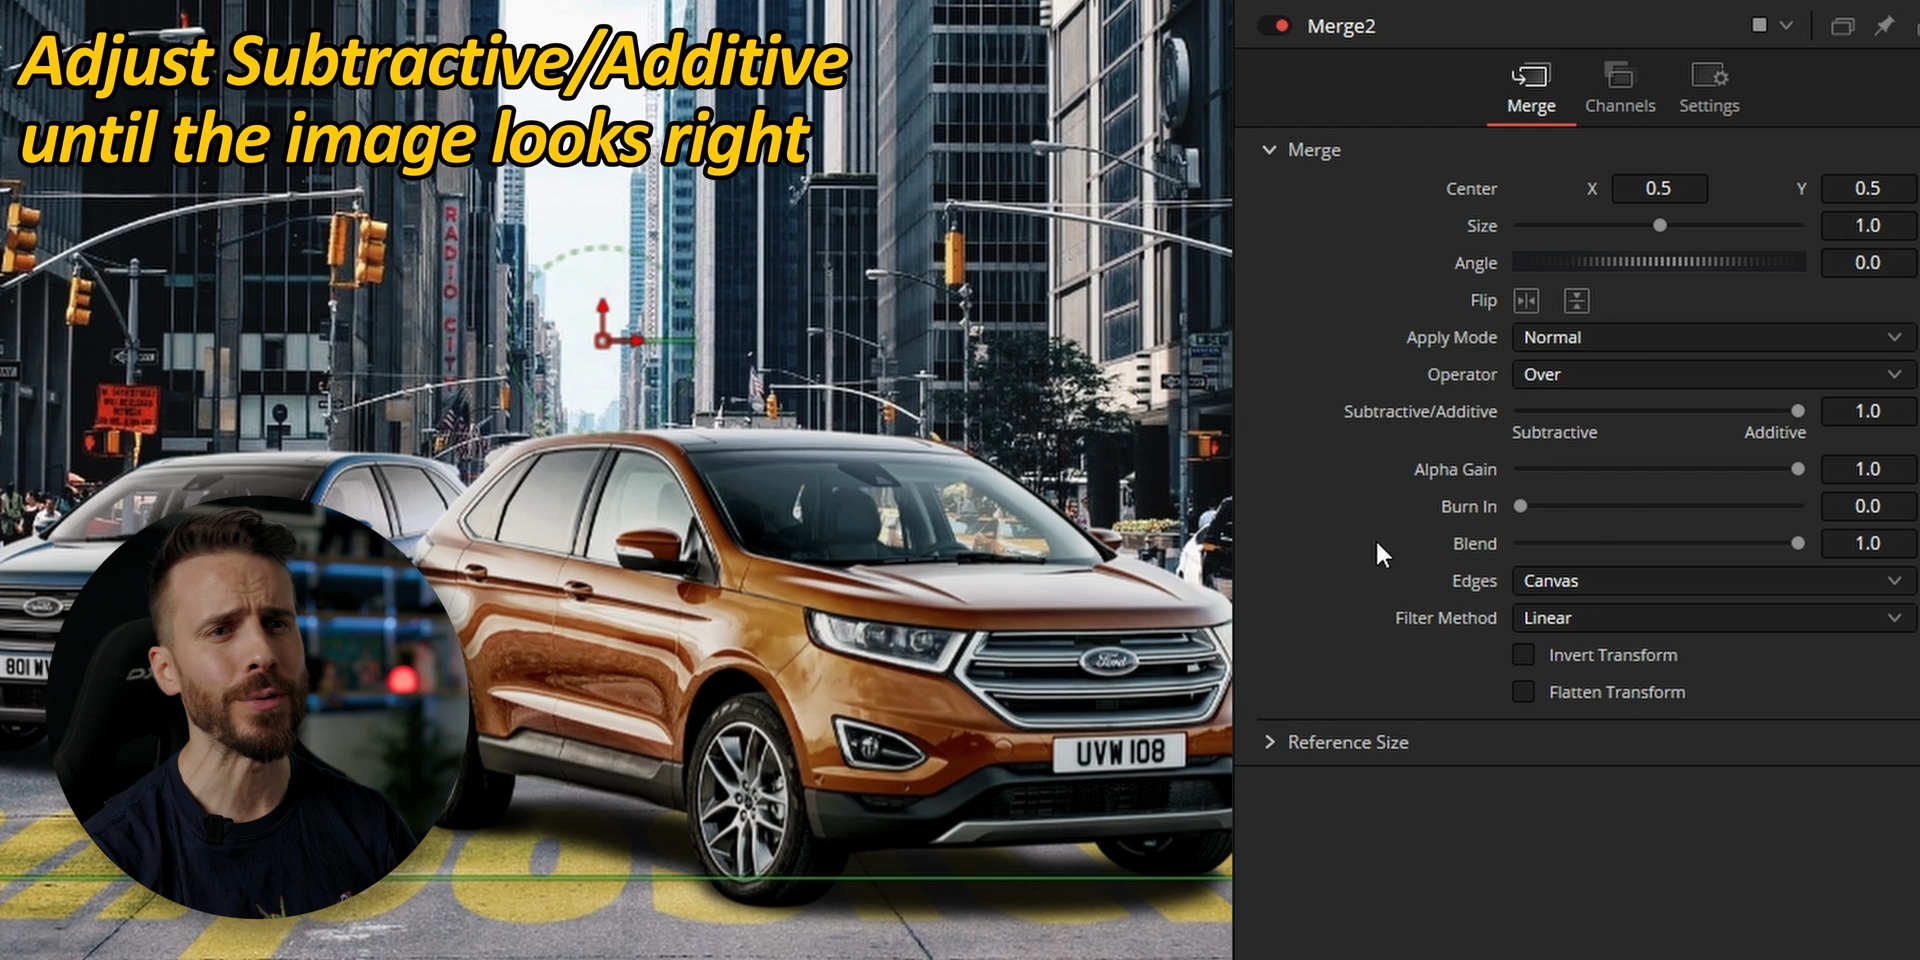 Adjust Subtractive/Additive
until the image looks right
RADIO CITY
Ford
Ford
801 WV
UVW 108
Merge2
Merge
Channels
Settings
Merge
Center X 0.5 Y 0.5
Size 1.0
Angle 0.0
Flip
Apply Mode Normal
Operator Over
Subtractive/Additive 1.0
Subtractive Additive
Alpha Gain 1.0
Burn In 0.0
Blend 1.0
Edges Canvas
Filter Method Linear
Invert Transform
Flatten Transform
Reference Size